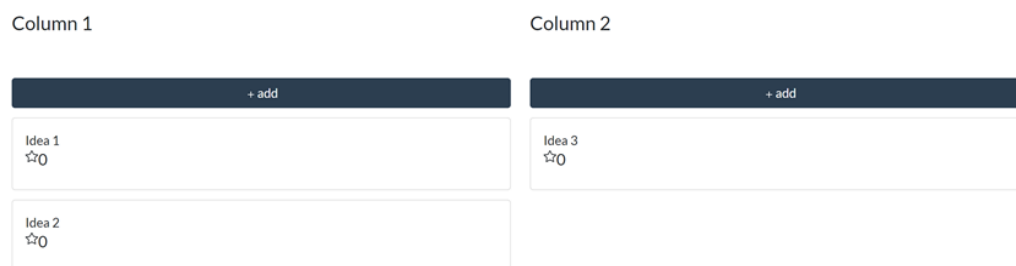 Column 1
+ add
Idea 1
☆0
Idea 2
☆0
Column 2
+ add
Idea 3
☆0